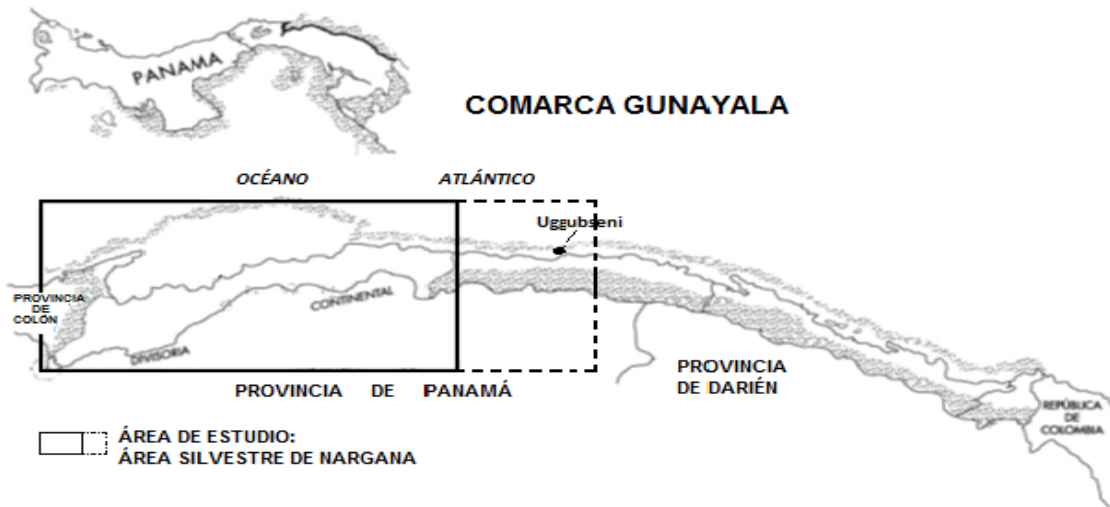 PANAMA
COMARCA GUNAYALA
OCÉANO ATLÁNTICO
Uggubseni
PROVINCIA
DE
COLÓN
CONTINENTAL
DIVISORIA
PROVINCIA DE PANAMÁ
PROVINCIA
DE DARIÉN
REPÚBLICA
DE
COLOMBIA
ÁREA DE ESTUDIO:
ÁREA SILVESTRE DE NARGANA